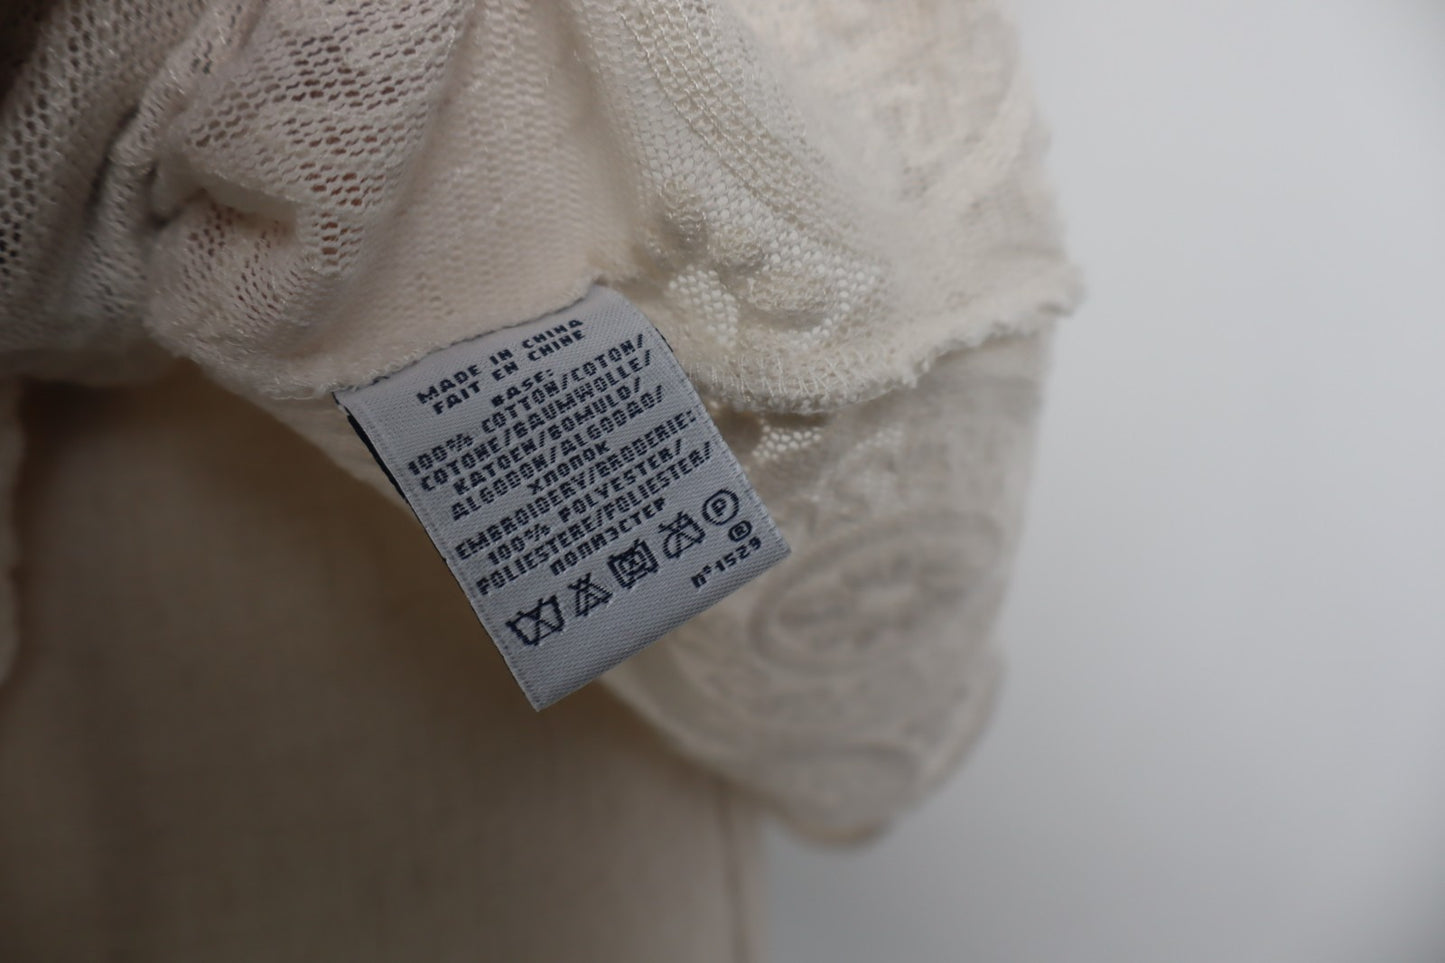 MADE IN CHINA
FAIT EN CHINE
BASE:
100% COTTON/COTON/
COTONE/BAUMWOLLE/
KATOEN/BOMULD/
ALGODON/ALGODAO/
ХЛОПОК
EMBROIDERY/BRODERIE:
100% POLYESTER/
POLIESTERE/POLIESTER/
ПОЛИЭСТЕР
P
®
n°1529